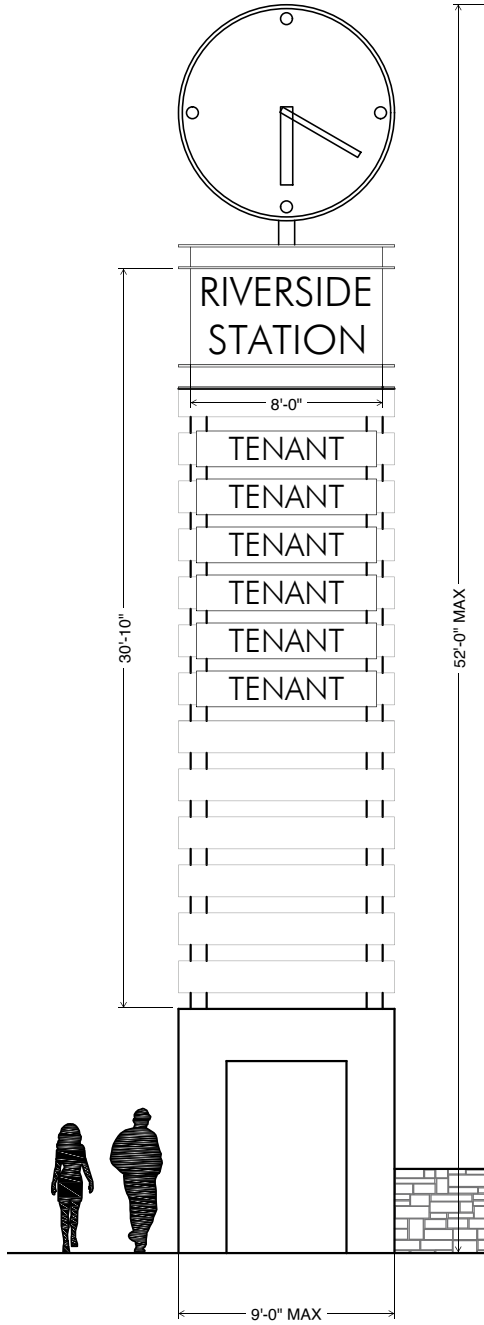 RIVERSIDE
STATION
8'-0"
TENANT
TENANT
TENANT
TENANT
TENANT
TENANT
30'-10"
52'-0" MAX
9'-0" MAX